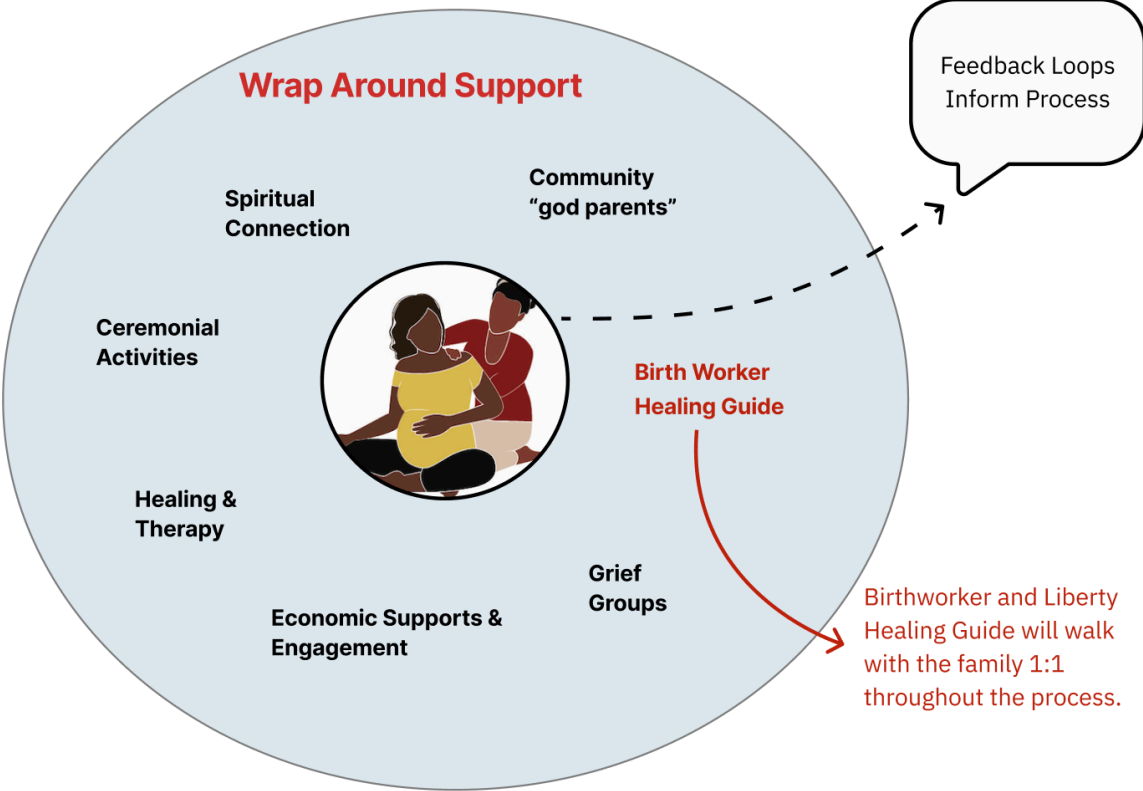 Wrap Around Support
Feedback Loops
Inform Process
Spiritual
Connection
Community
“god parents”
Ceremonial
Activities
Birth Worker
Healing Guide
Healing &
Therapy
Grief
Groups
Economic Supports &
Engagement
Birthworker and Liberty
Healing Guide will walk
with the family 1:1
throughout the process.